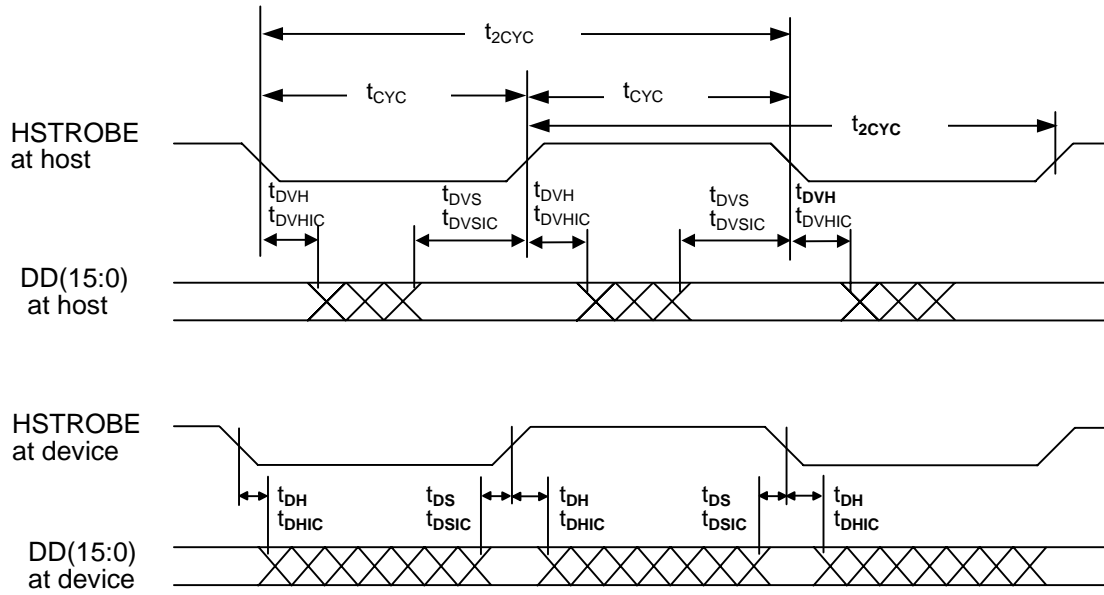 t2CYC
tCYC tCYC
t2CYC
HSTROBE
at host
tDVH tDVS tDVH tDVS tDVH
tDVHIC tDVSIC tDVHIC tDVSIC tDVHIC
DD(15:0)
at host
HSTROBE
at device
tDH tDS tDH tDS tDH
tDHIC tDSIC tDHIC tDSIC tDHIC
DD(15:0)
at device